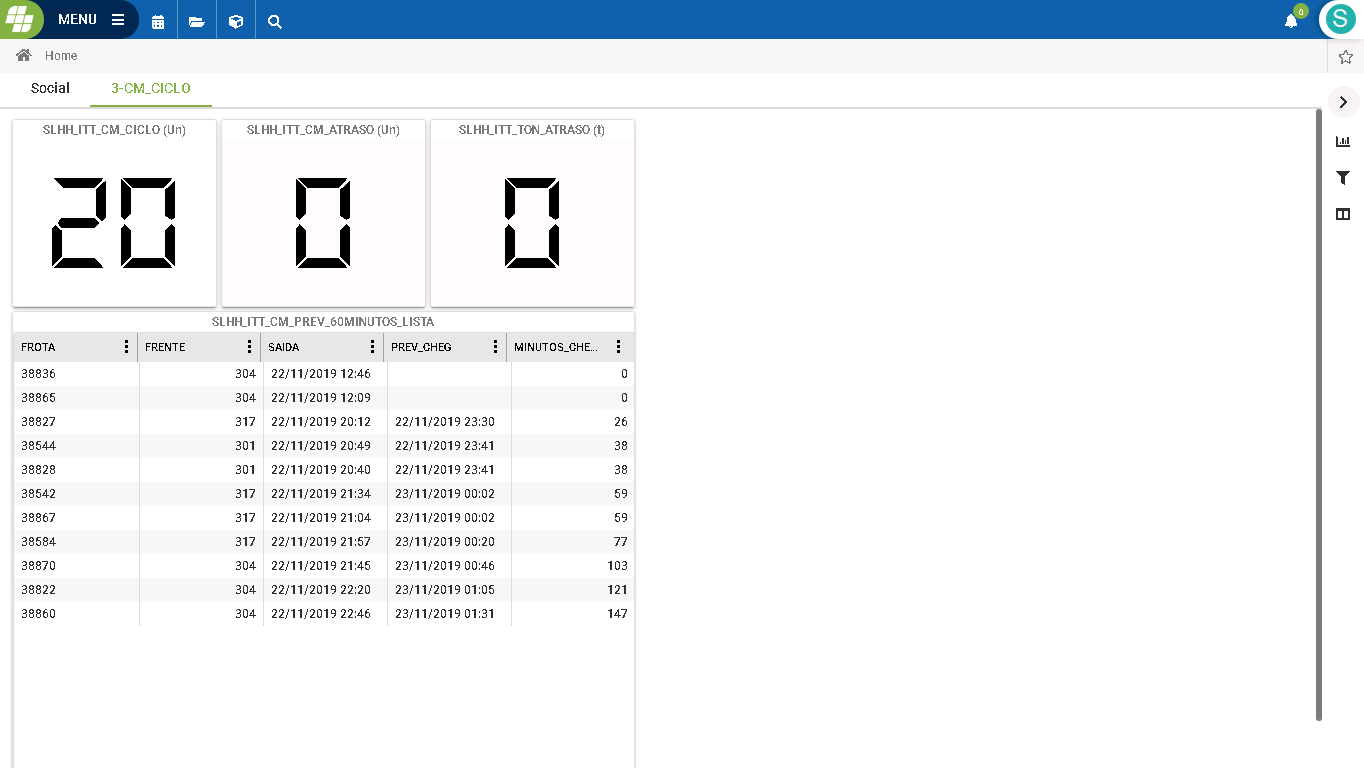 MENU
0
S
Home
Social 3-CM_CICLO
SLHH_ITT_CM_CICLO (Un) SLHH_ITT_CM_ATRASO (Un) SLHH_ITT_TON_ATRASO (t)
20 0 0
SLHH_ITT_CM_PREV_60MINUTOS_LISTA
FROTA FRENTE SAIDA PREV_CHEG MINUTOS_CHE...
38836 304 22/11/2019 12:46 0
38865 304 22/11/2019 12:09 0
38827 317 22/11/2019 20:12 22/11/2019 23:30 26
38544 301 22/11/2019 20:49 22/11/2019 23:41 38
38828 301 22/11/2019 20:40 22/11/2019 23:41 38
38542 317 22/11/2019 21:34 23/11/2019 00:02 59
38867 317 22/11/2019 21:04 23/11/2019 00:02 59
38584 317 22/11/2019 21:57 23/11/2019 00:20 77
38870 304 22/11/2019 21:45 23/11/2019 00:46 103
38822 304 22/11/2019 22:20 23/11/2019 01:05 121
38860 304 22/11/2019 22:46 23/11/2019 01:31 147